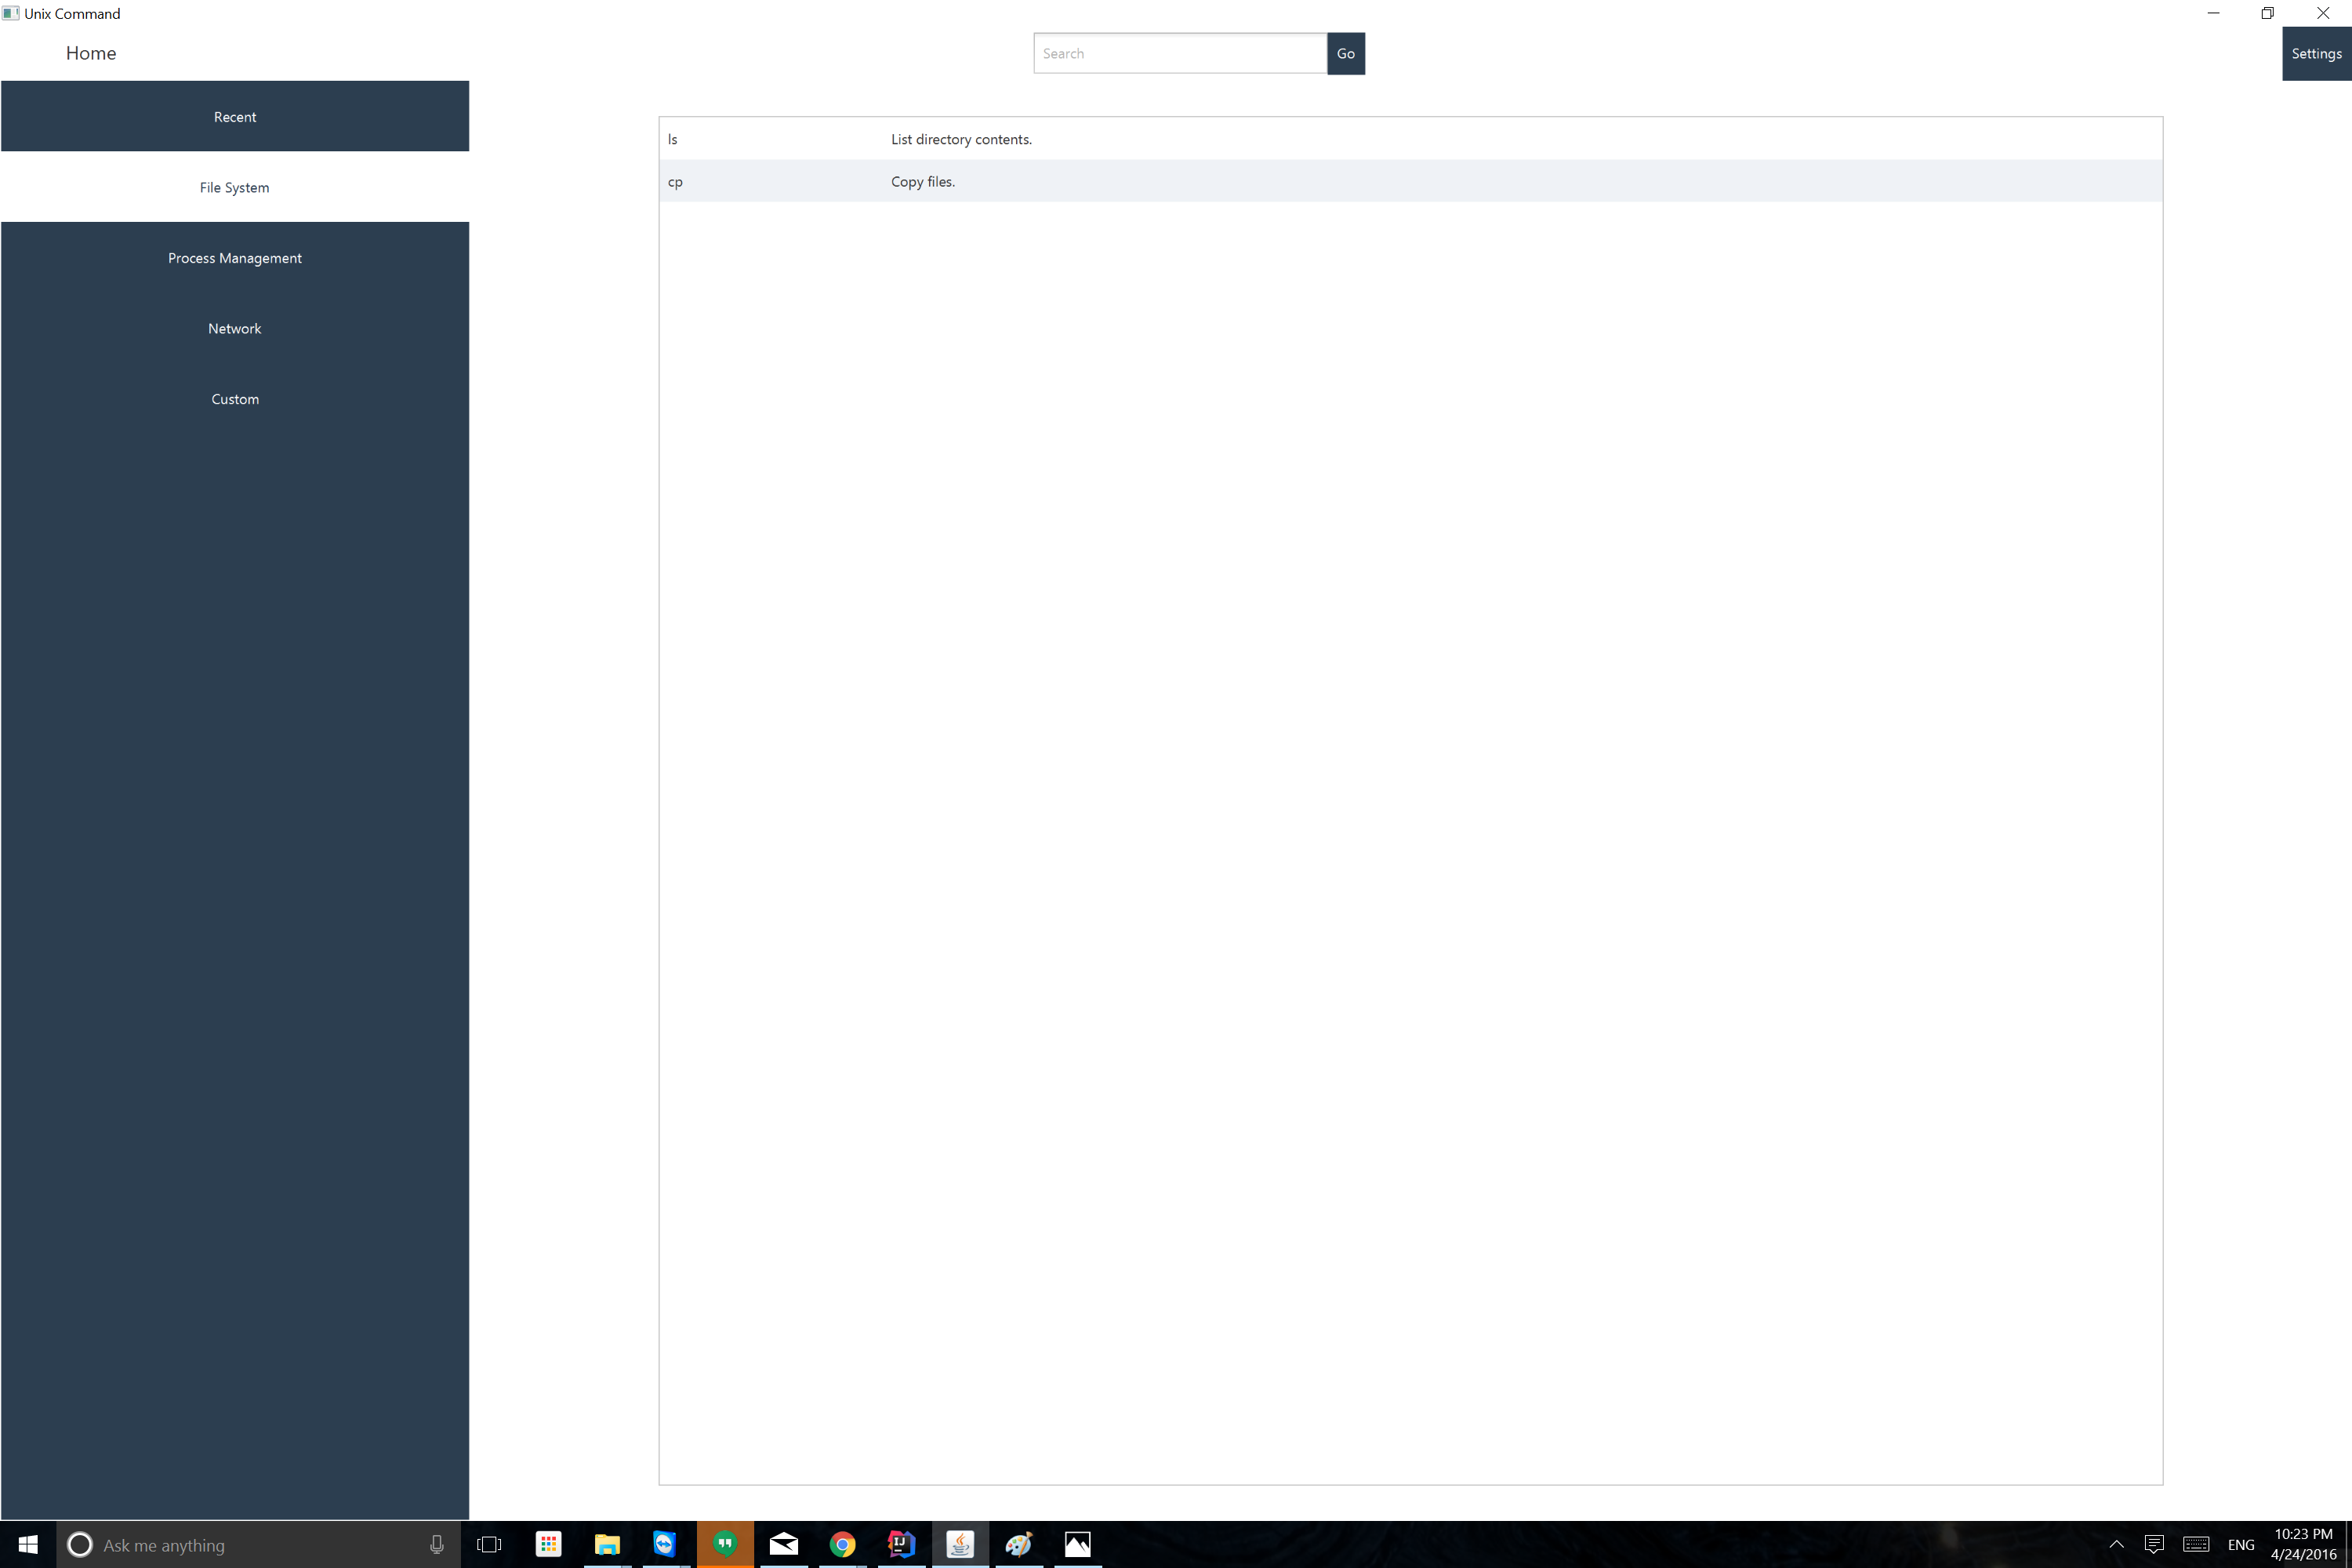 Unix Command
Home
Search
Go
Settings
Recent
File System
Process Management
Network
Custom
ls List directory contents.
cp Copy files.
Ask me anything
IJ
ENG
10:23 PM
4/24/2016